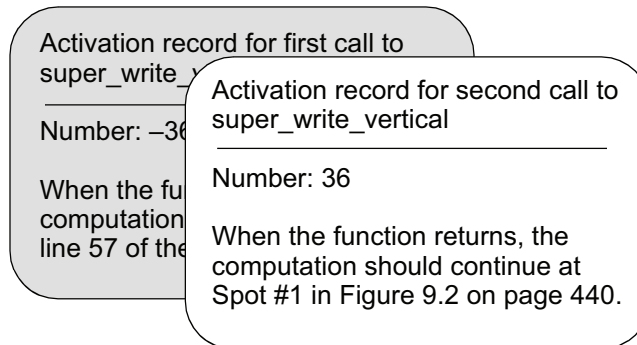 Activation record for first call to
super_write_
Number: –36
When the
computation
line 57 of the
Activation record for second call to
super_write_vertical
Number: 36
When the function returns, the
computation should continue at
Spot #1 in Figure 9.2 on page 440.